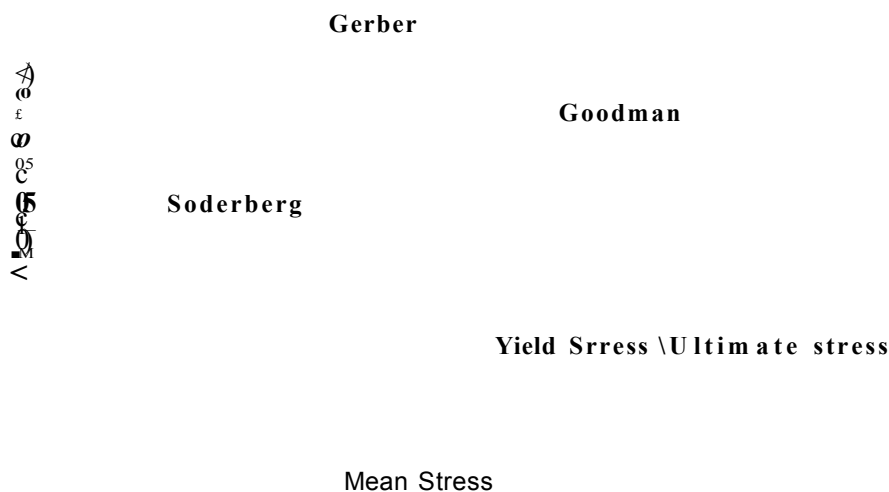 Gerber
Goodman
Soderberg
Yield Srress \Ultimate stress
Mean Stress